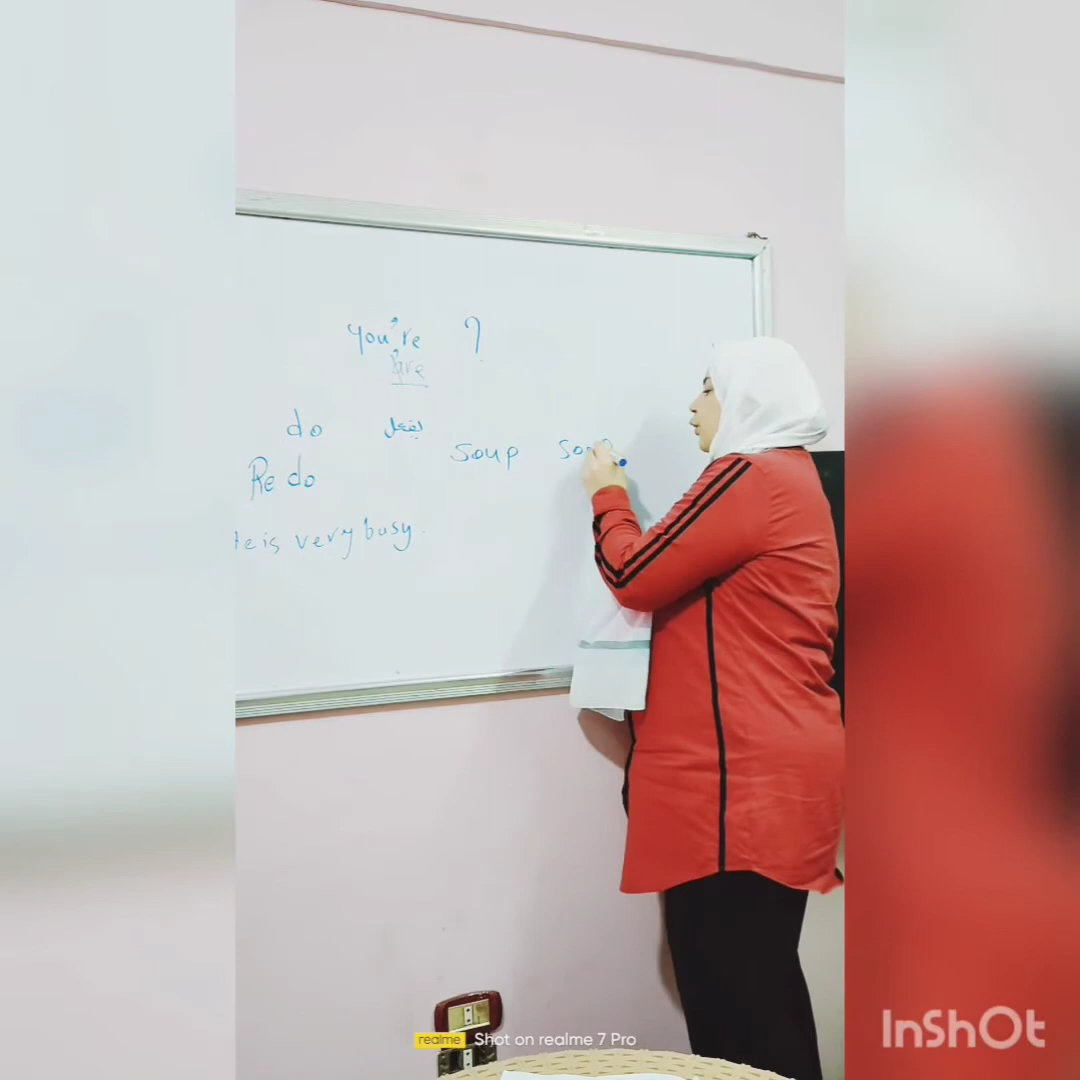 you're ?
are
do يفعل
soup
Re do
is very busy.
realme Shot on realme 7 Pro
InShOt